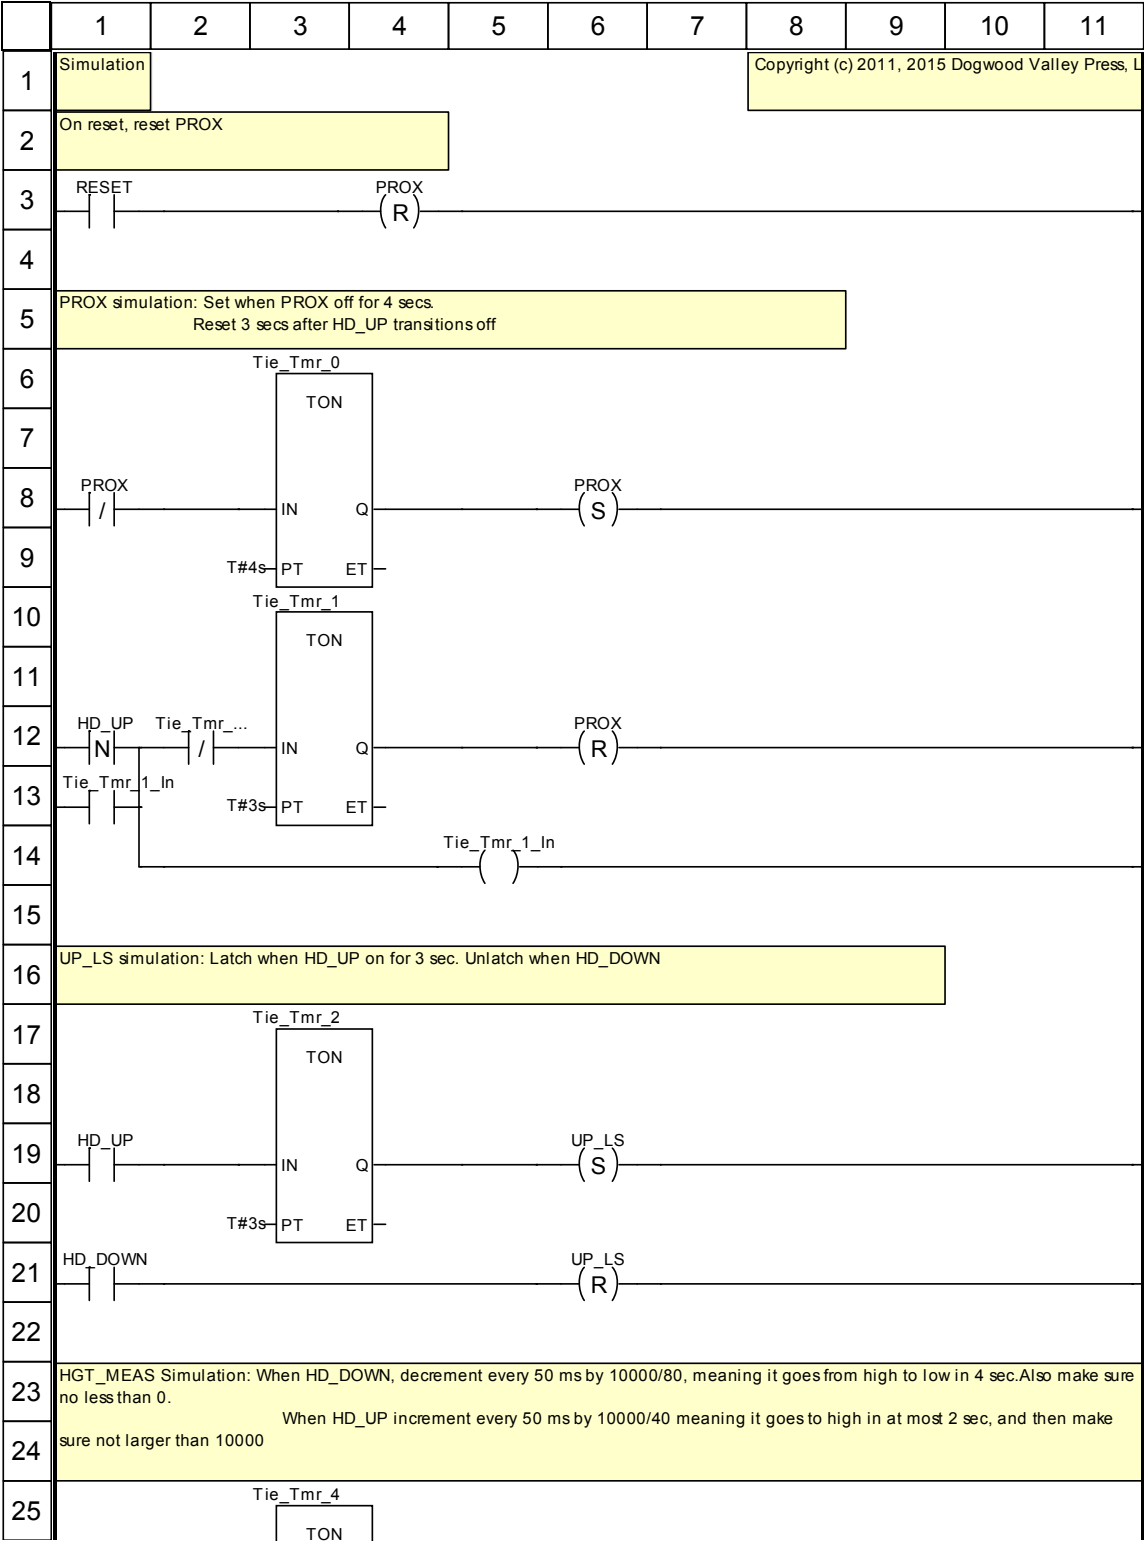 1 2 3 4 5 6 7 8 9 10 11
1
Simulation
Copyright (c) 2011, 2015 Dogwood Valley Press, L
2
On reset, reset PROX
3
RESET PROX
R
4
5
PROX simulation: Set when PROX off for 4 secs.
Reset 3 secs after HD_UP transitions off
6
Tie_Tmr_0
TON
7
8
PROX PROX
/ IN Q S
9
T#4s PT ET
10
Tie_Tmr_1
TON
11
12
HD_UP Tie_Tmr_... PROX
N / IN Q R
13
Tie_Tmr_1_In
T#3s PT ET
14
Tie_Tmr_1_In
15
16
UP_LS simulation: Latch when HD_UP on for 3 sec. Unlatch when HD_DOWN
17
Tie_Tmr_2
TON
18
19
HD_UP UP_LS
IN Q S
20
T#3s PT ET
21
HD_DOWN UP_LS
R
22
23
HGT_MEAS Simulation: When HD_DOWN, decrement every 50 ms by 10000/80, meaning it goes from high to low in 4 sec.Also make sure
no less than 0.
When HD_UP increment every 50 ms by 10000/40 meaning it goes to high in at most 2 sec, and then make
sure not larger than 10000
24
25
Tie_Tmr_4
TON